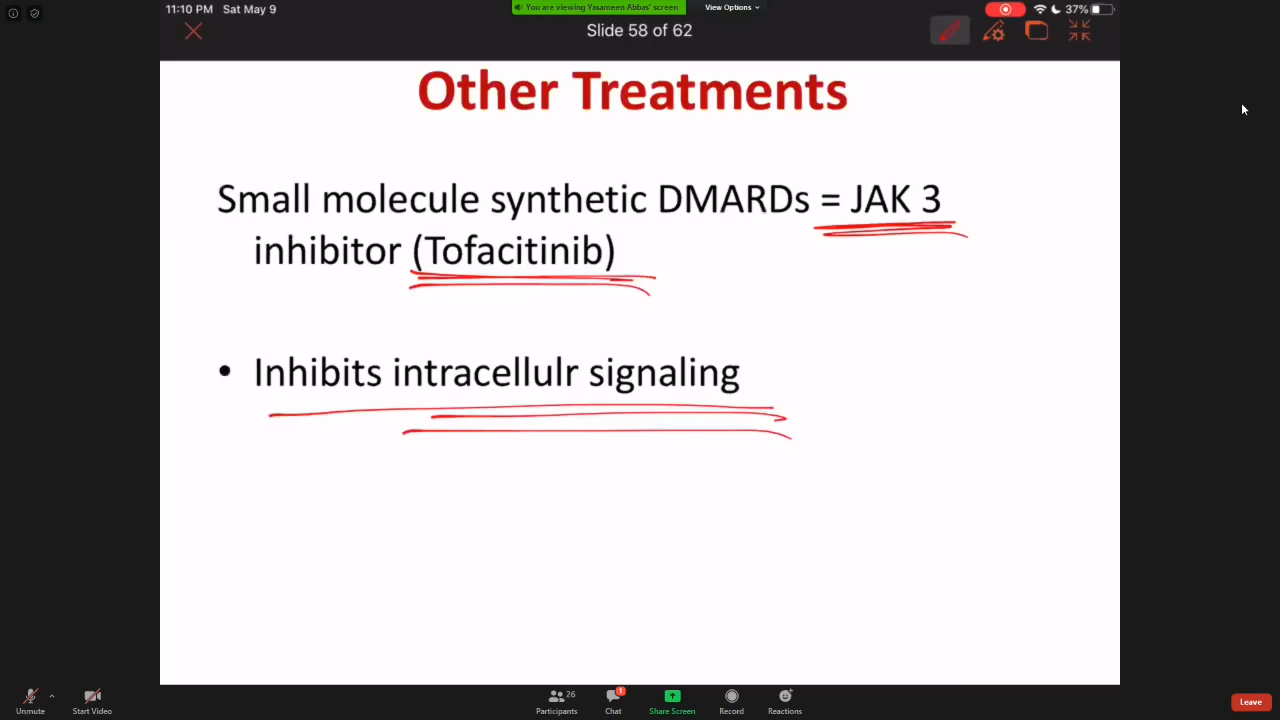 11:10 PM Sat May 9
You are viewing Yasameen Abbas' screen
View Options
37%
Slide 58 of 62
Other Treatments
Small molecule synthetic DMARDs = JAK 3
inhibitor (Tofacitinib)
• Inhibits intracellulr signaling
Unmute
Start Video
26
Participants
1
Chat
Share Screen
Record
Reactions
Leave